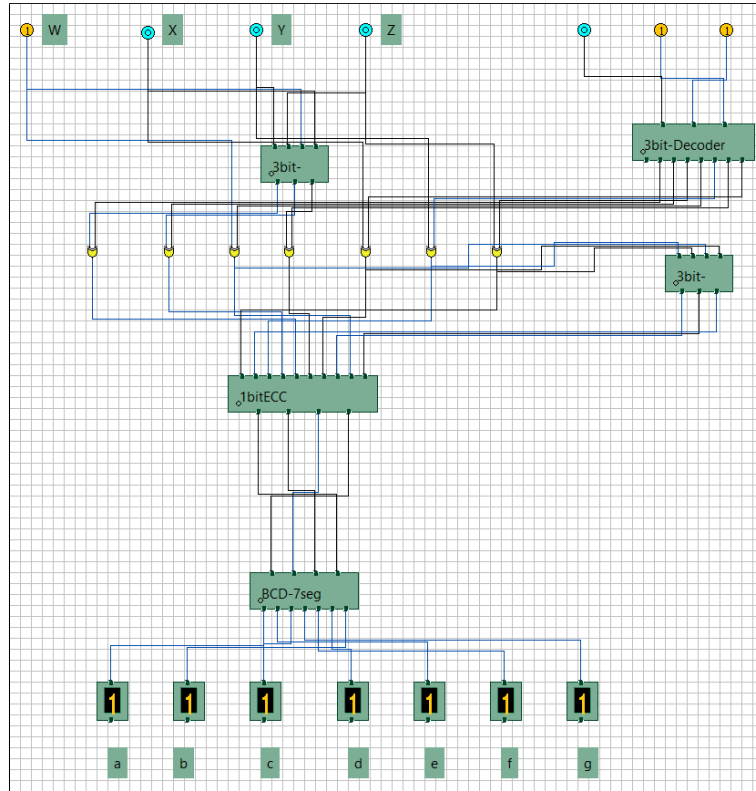 1 W X Y Z 1 1
3bit-Decoder
3bit-
3bit-
1bitECC
BCD-7seg
1 1 1 1 1 1 1
a b c d e f g